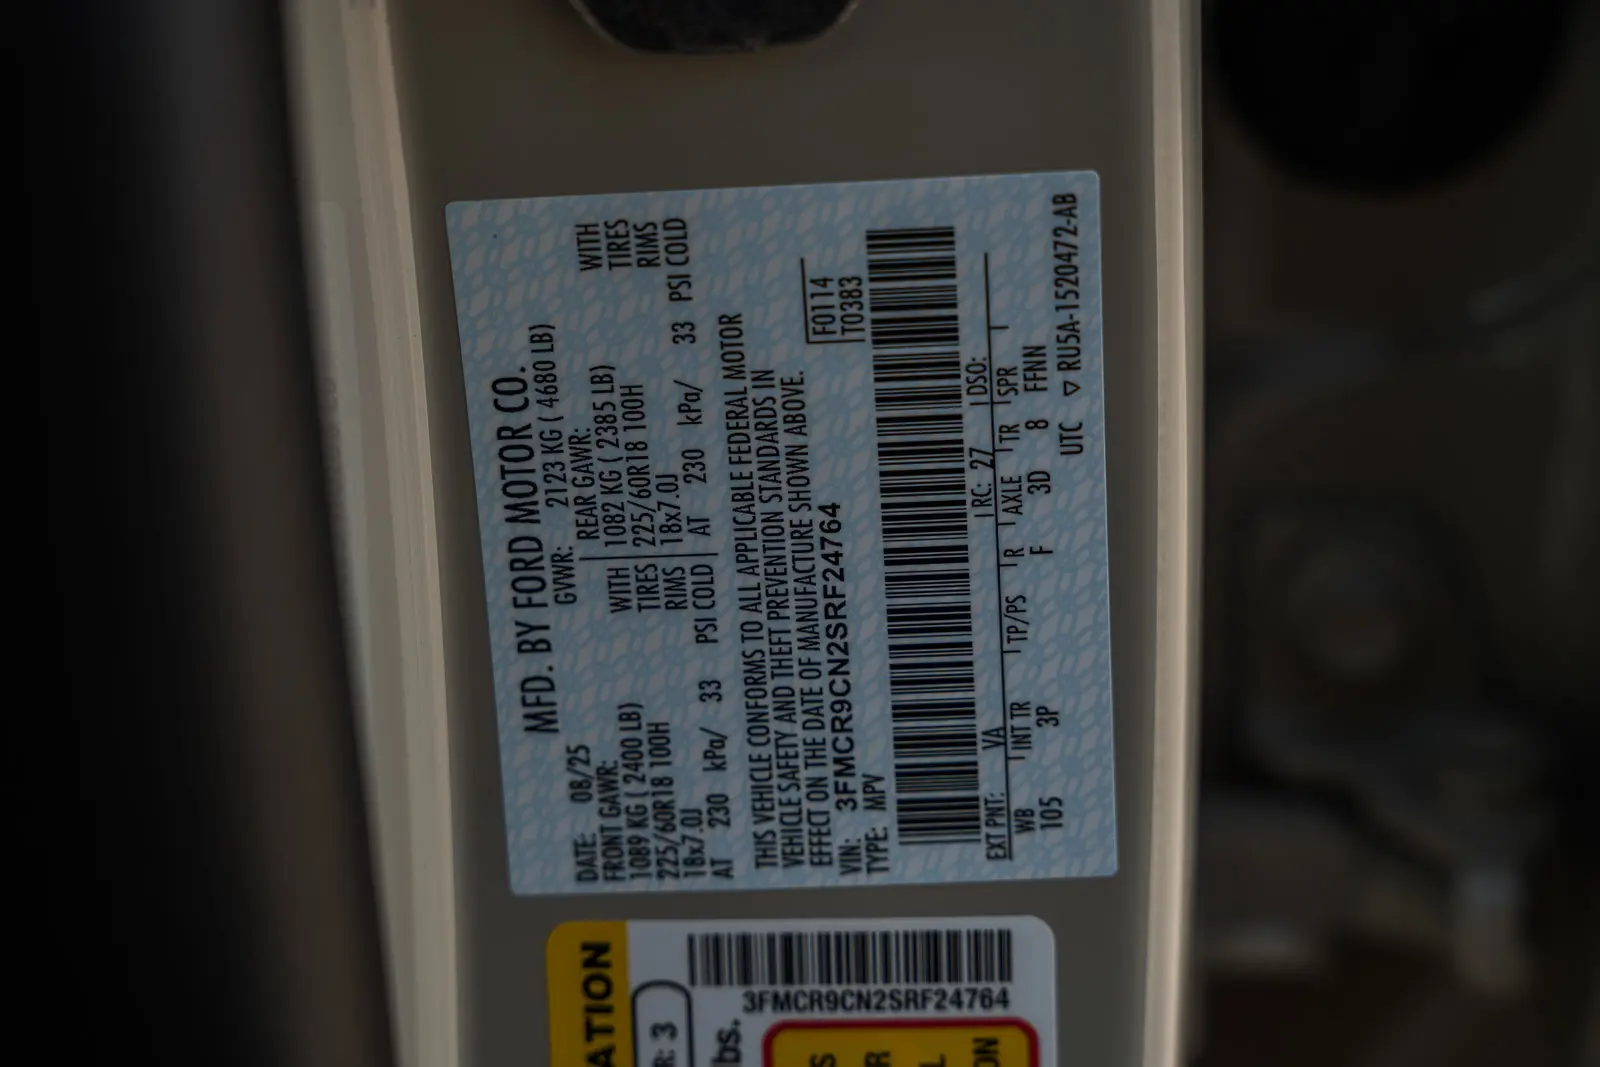 MFD. BY FORD MOTOR CO.
DATE: 08/25 GVWR: 2123 KG ( 4680 LB)
FRONT GAWR: REAR GAWR:
1089 KG ( 2400 LB) WITH 1082 KG ( 2385 LB) WITH
225/60R18 100H TIRES 225/60R18 100H TIRES
18x7.0J RIMS 18x7.0J RIMS
AT 230 kPa/ 33 PSI COLD AT 230 kPa/ 33 PSI COLD
THIS VEHICLE CONFORMS TO ALL APPLICABLE FEDERAL MOTOR
VEHICLE SAFETY AND THEFT PREVENTION STANDARDS IN
EFFECT ON THE DATE OF MANUFACTURE SHOWN ABOVE.
VIN: 3FMCR9CN2SRF24764 F0114
TYPE: MPV T0383
EXT PNT: VA RC: 27 DSO:
WB INT TR TP/PS R AXLE TR SPR
105 3P F 3D 8 FFNN
UTC ▽ RU5A-1520472-AB
ATION
R: 3
bs.
3FMCR9CN2SRF24764
S
R
L
ON